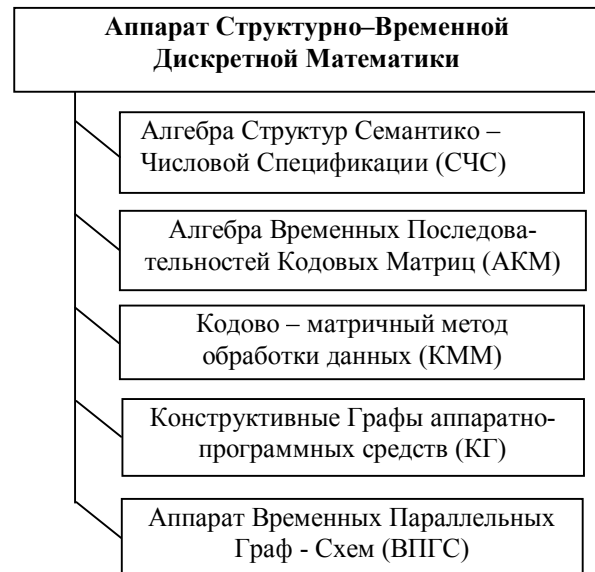 Аппарат Структурно–Временной
Дискретной Математики
Алгебра Структур Семантико –
Числовой Спецификации (СЧС)
Алгебра Временных Последова-
тельностей Кодовых Матриц (АКМ)
Кодово – матричный метод
обработки данных (КММ)
Конструктивные Графы аппаратно-
программных средств (КГ)
Аппарат Временных Параллельных
Граф - Схем (ВПГС)